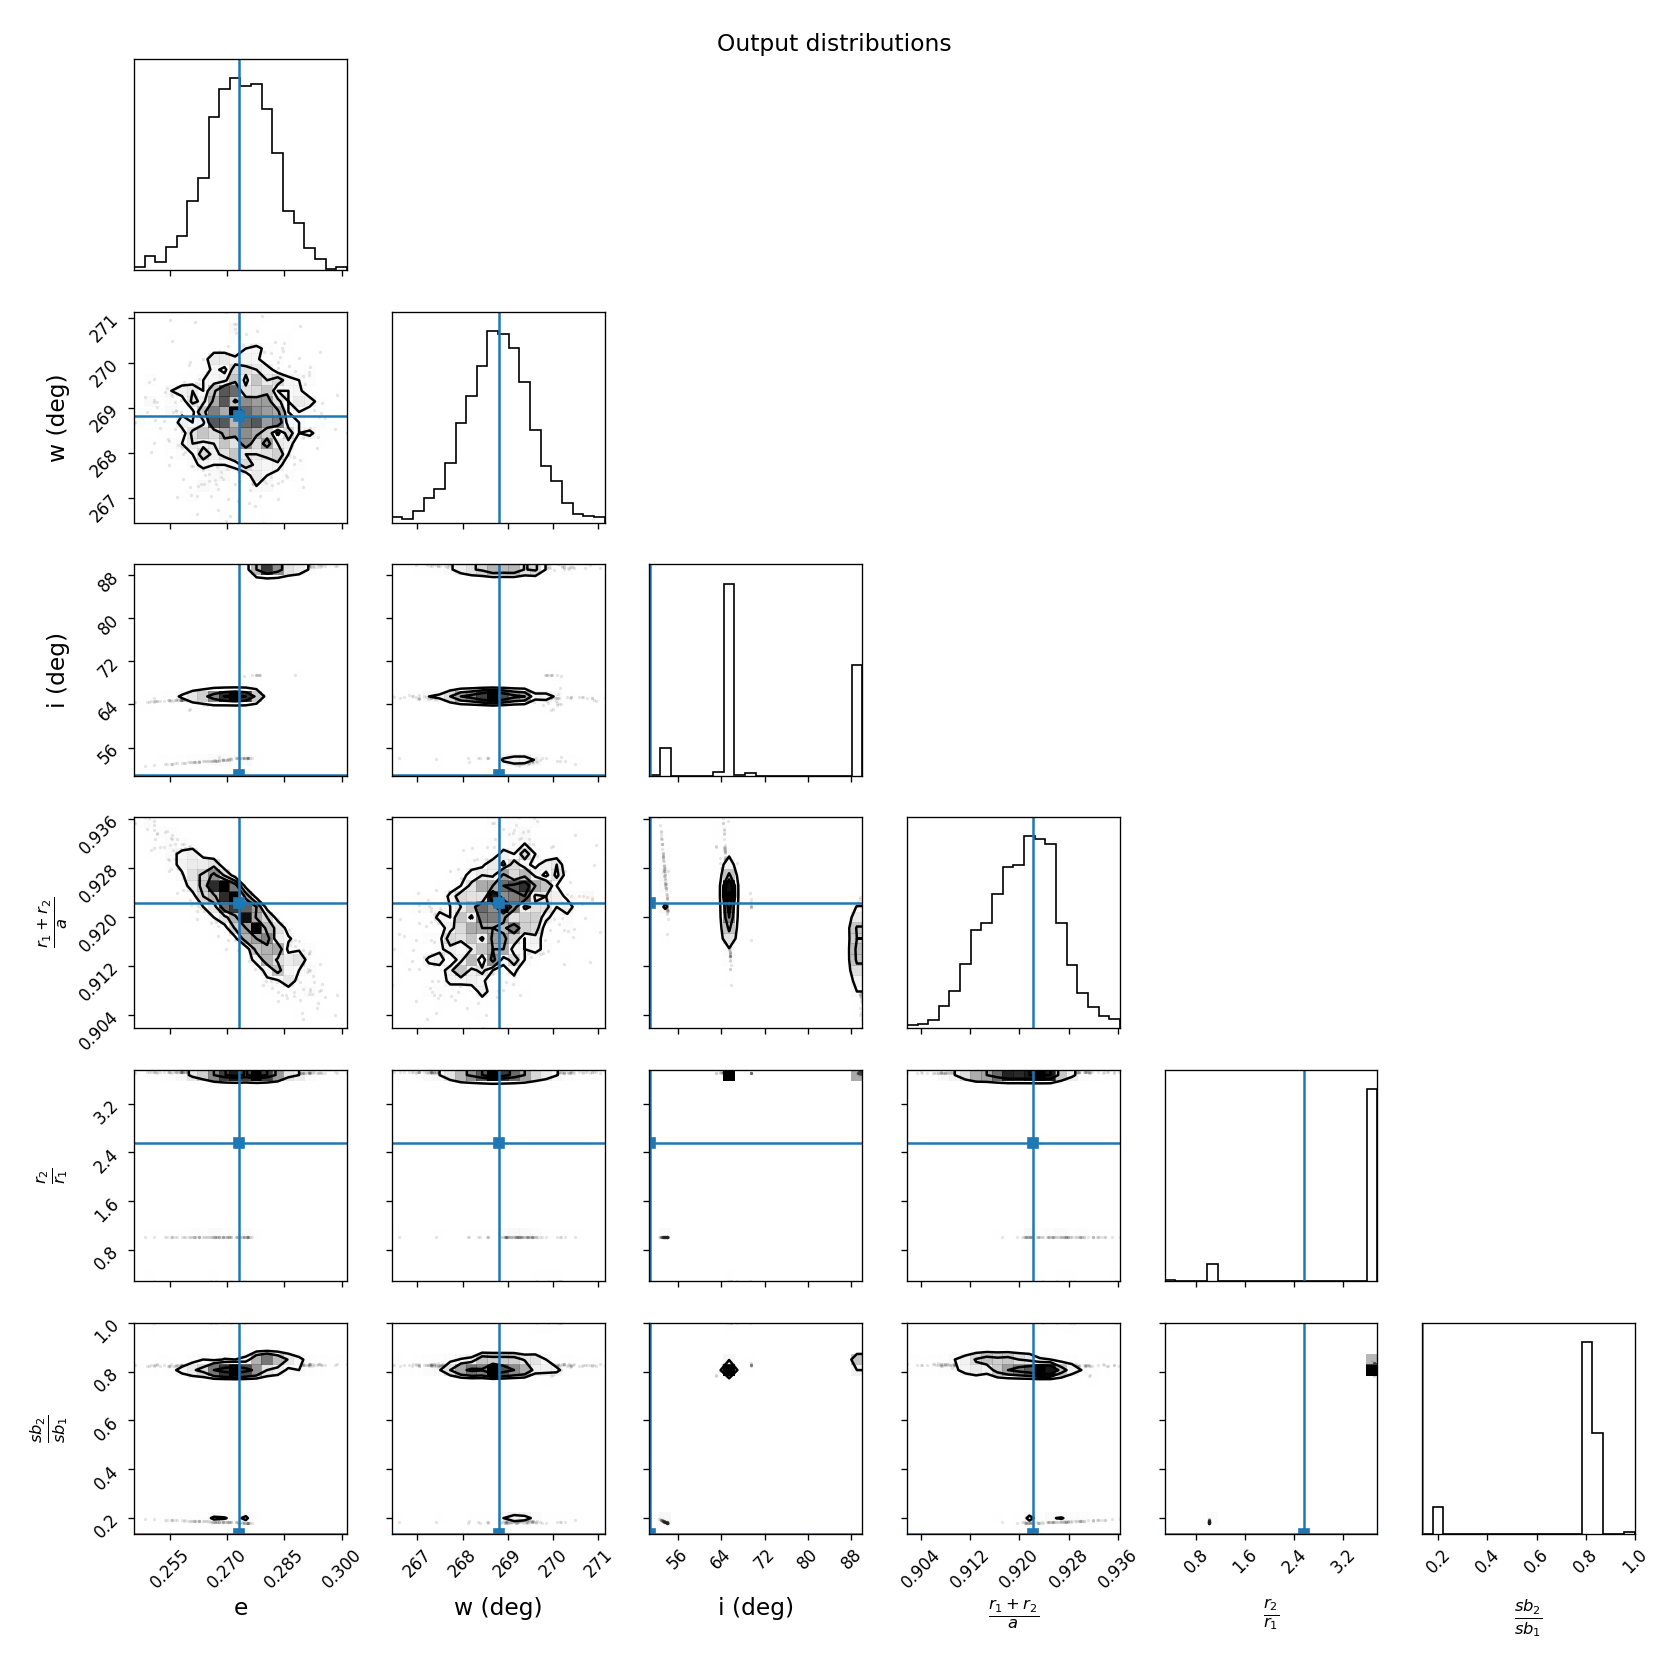 Output distributions
w (deg)
271
270
269
268
267
i (deg)
88
80
72
64
56
r₁ + r₂
a
0.936
0.928
0.920
0.912
0.904
r₂
r₁
3.2
2.4
1.6
0.8
sb₂
sb₁
1.0
0.8
0.6
0.4
0.2
0.255 0.270 0.285 0.300
267 268 269 270 271
56 64 72 80 88
0.904 0.912 0.920 0.928 0.936
0.8 1.6 2.4 3.2
0.2 0.4 0.6 0.8 1.0
e
w (deg)
i (deg)
r₁ + r₂
a
r₂
r₁
sb₂
sb₁